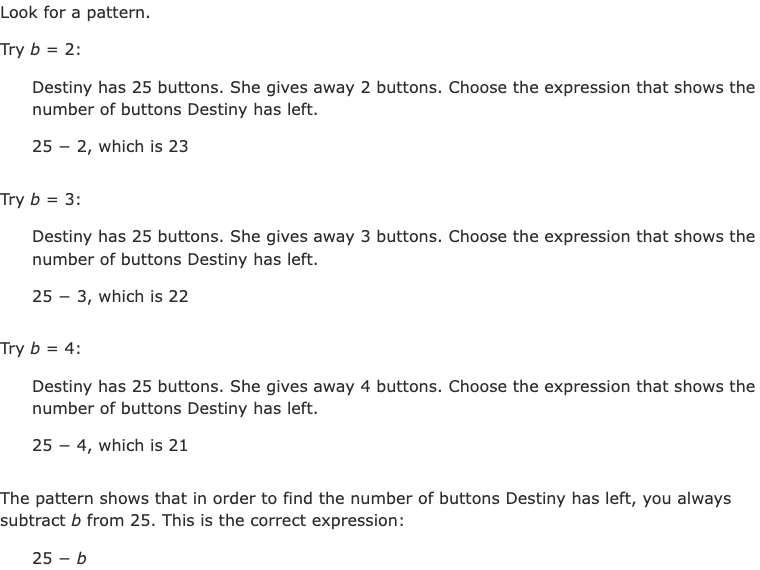 Look for a pattern.
Try b = 2:
Destiny has 25 buttons. She gives away 2 buttons. Choose the expression that shows the
number of buttons Destiny has left.
25 − 2, which is 23
Try b = 3:
Destiny has 25 buttons. She gives away 3 buttons. Choose the expression that shows the
number of buttons Destiny has left.
25 − 3, which is 22
Try b = 4:
Destiny has 25 buttons. She gives away 4 buttons. Choose the expression that shows the
number of buttons Destiny has left.
25 − 4, which is 21
The pattern shows that in order to find the number of buttons Destiny has left, you always
subtract b from 25. This is the correct expression:
25 − b